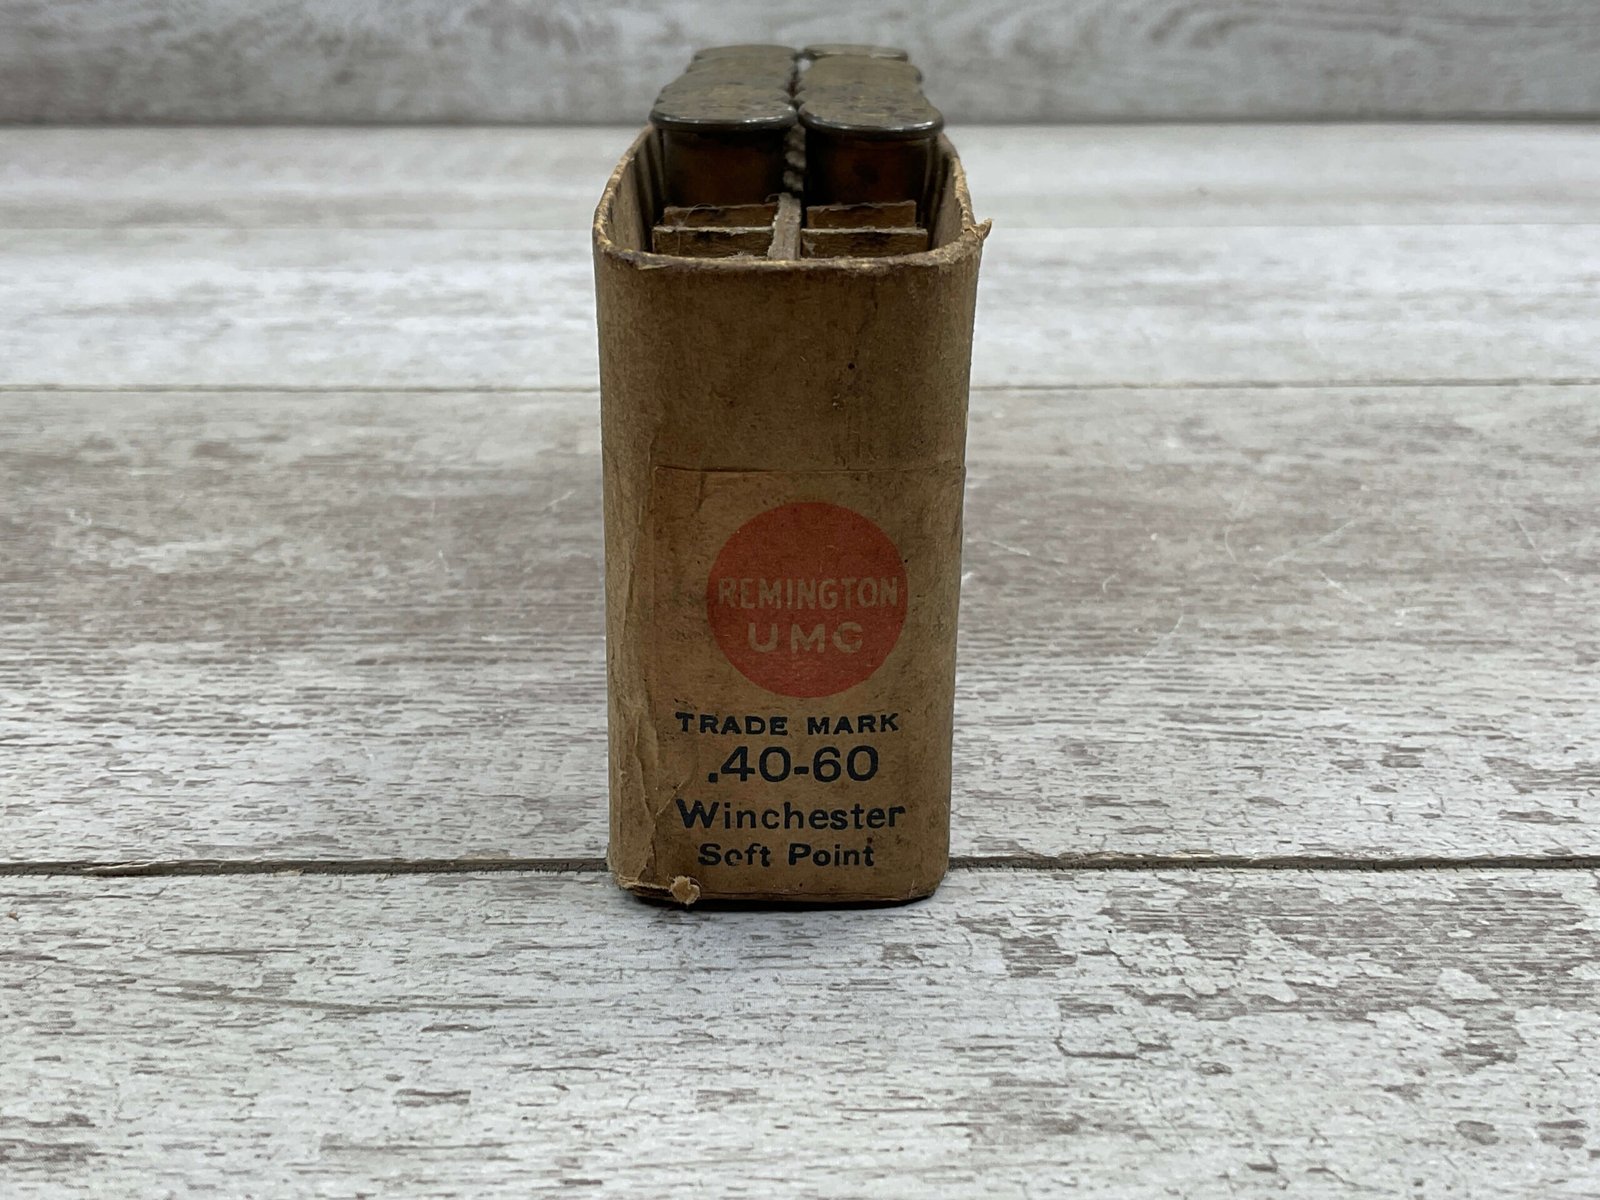 REMINGTON
UMC
TRADE MARK
.40-60
Winchester
Soft Point